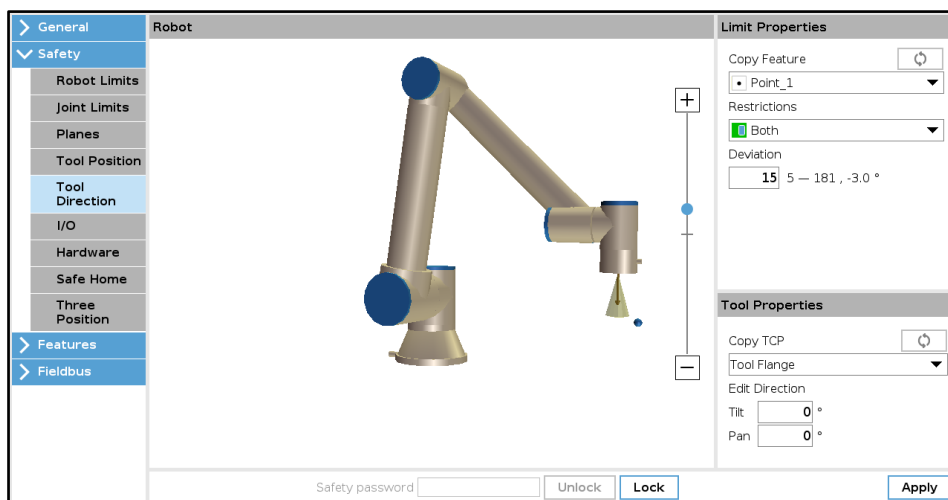 General
Safety
Robot Limits
Joint Limits
Planes
Tool Position
Tool
Direction
I/O
Hardware
Safe Home
Three
Position
Features
Fieldbus
Robot
+
−
Safety password
Unlock
Lock
Limit Properties
Copy Feature
Point_1
Restrictions
Both
Deviation
15 5 — 181 , -3.0 °
Tool Properties
Copy TCP
Tool Flange
Edit Direction
Tilt 0 °
Pan 0 °
Apply